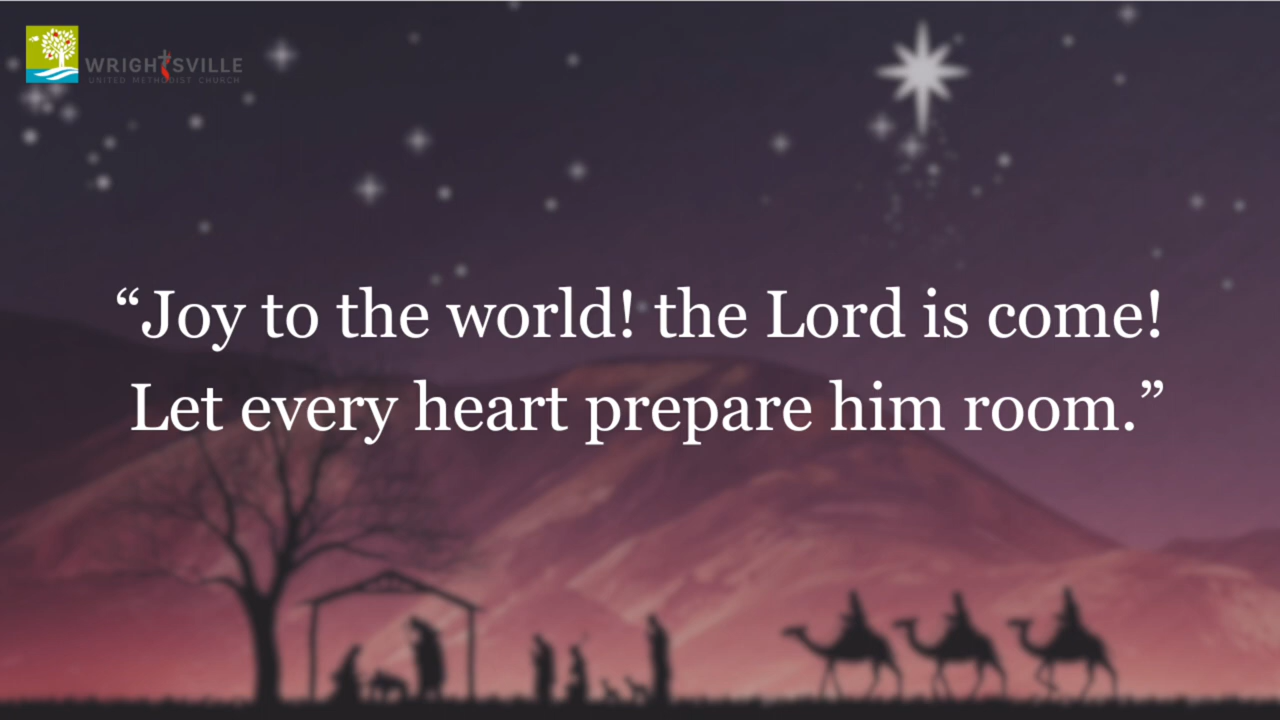 WRIGHTSVILLE
UNITED METHODIST CHURCH
“Joy to the world! the Lord is come!
Let every heart prepare him room.”